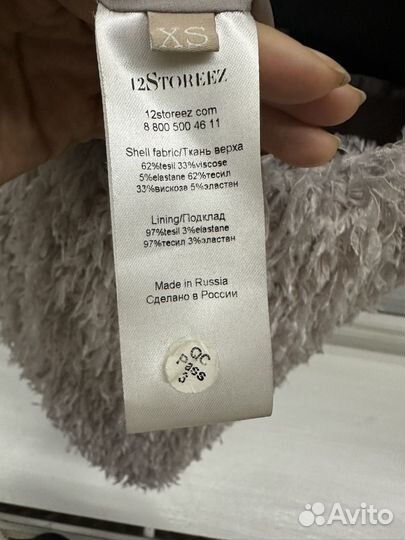 XS
12STOREEZ
12storeez com
8 800 500 46 11
Shell fabric/Ткань верха
62%tesil 33%viscose
5%elastane 62%тесил
33%вискоза 5%эластан
Lining/Подклад
97%tesil 3%elastane
97%тесил 3%эластан
Made in Russia
Сделано в России
QC
Pass
3
Avito